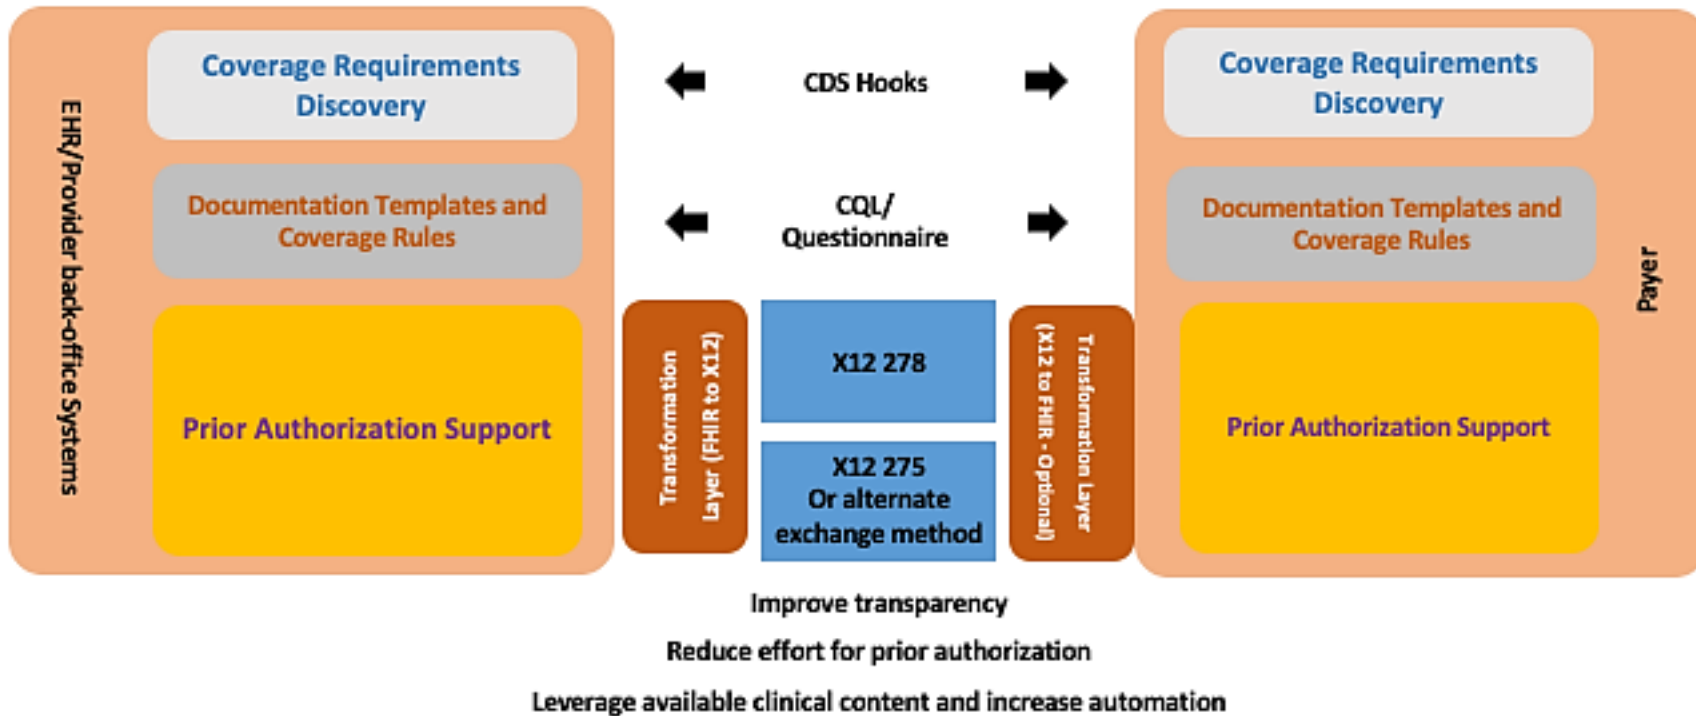 EHR/Provider back-office Systems
Coverage Requirements
Discovery
Documentation Templates and
Coverage Rules
Prior Authorization Support
CDS Hooks
CQL/
Questionnaire
Transformation
Layer (FHIR to X12)
X12 278
X12 275
Or alternate
exchange method
Transformation Layer
(X12 to FHIR - Optional)
Coverage Requirements
Discovery
Documentation Templates and
Coverage Rules
Prior Authorization Support
Payer
Improve transparency
Reduce effort for prior authorization
Leverage available clinical content and increase automation